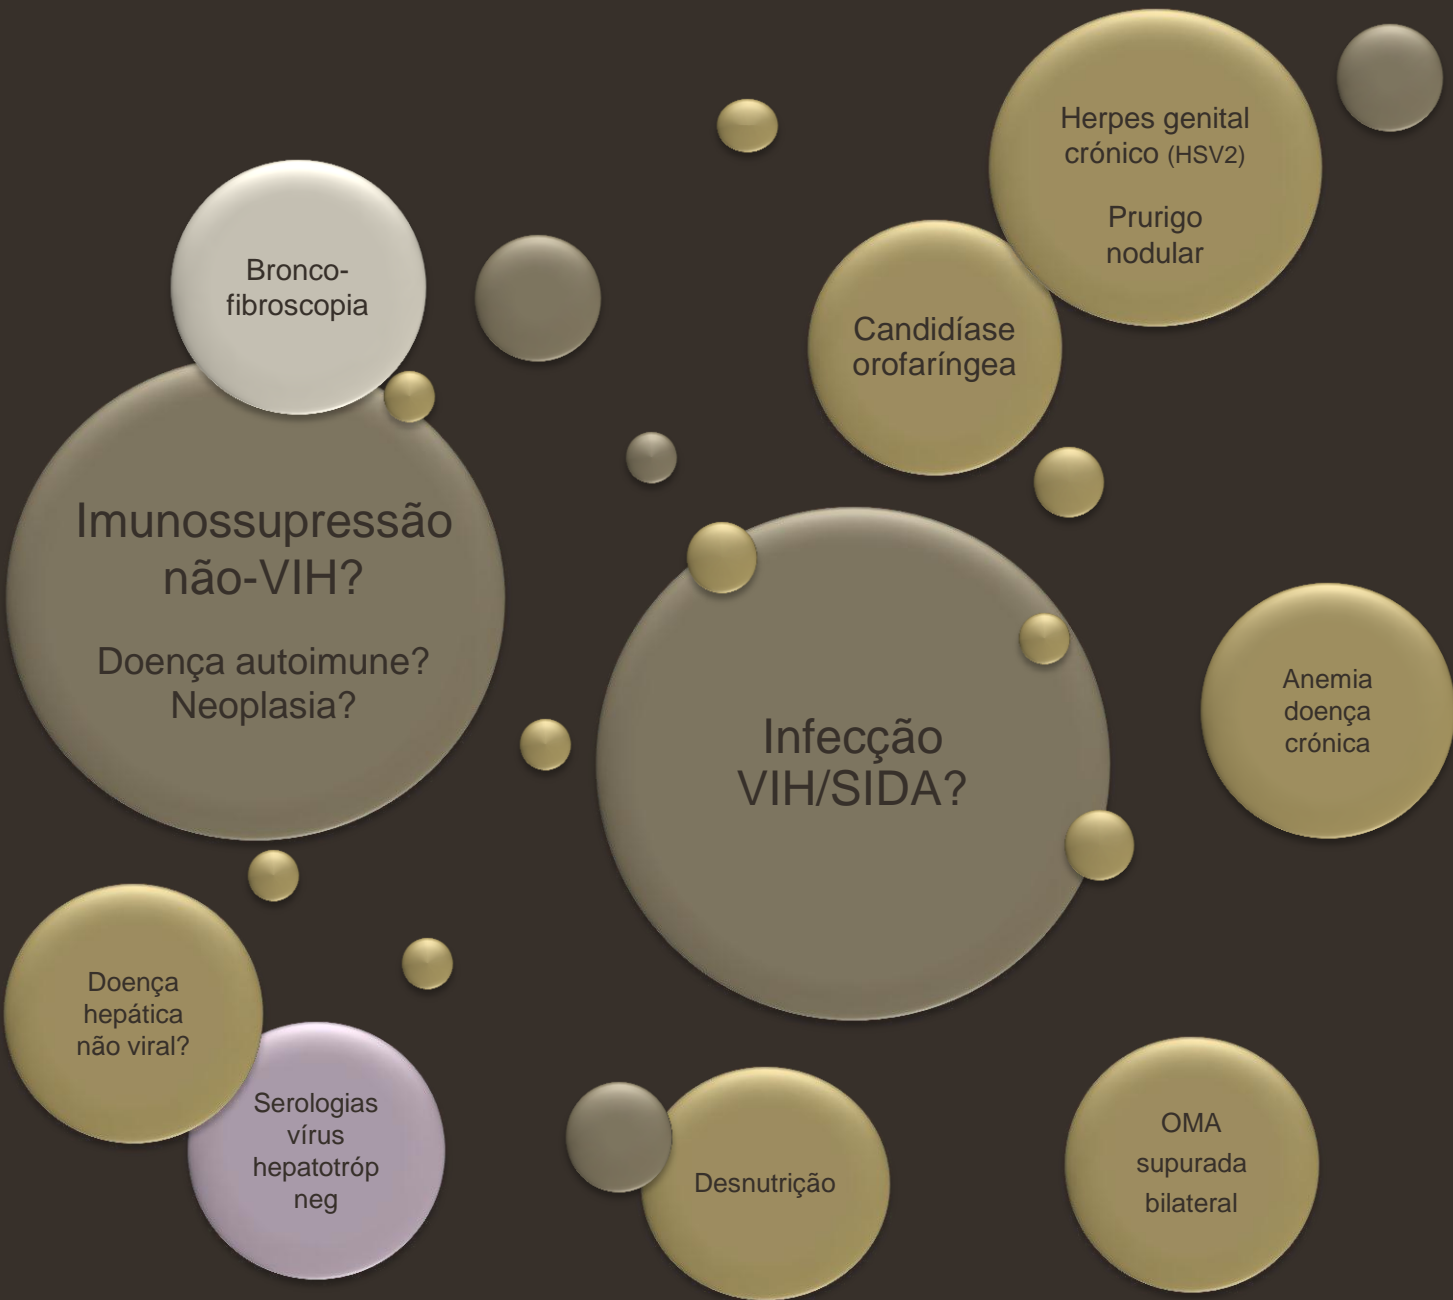 Herpes genital
crónico (HSV2)
Prurigo
nodular
Bronco-
fibroscopia
Candidíase
orofaríngea
Imunossupressão
não-VIH?
Doença autoimune?
Neoplasia?
Infecção
VIH/SIDA?
Anemia
doença
crónica
Doença
hepática
não viral?
Serologias
vírus
hepatotróp
neg
Desnutrição
OMA
supurada
bilateral